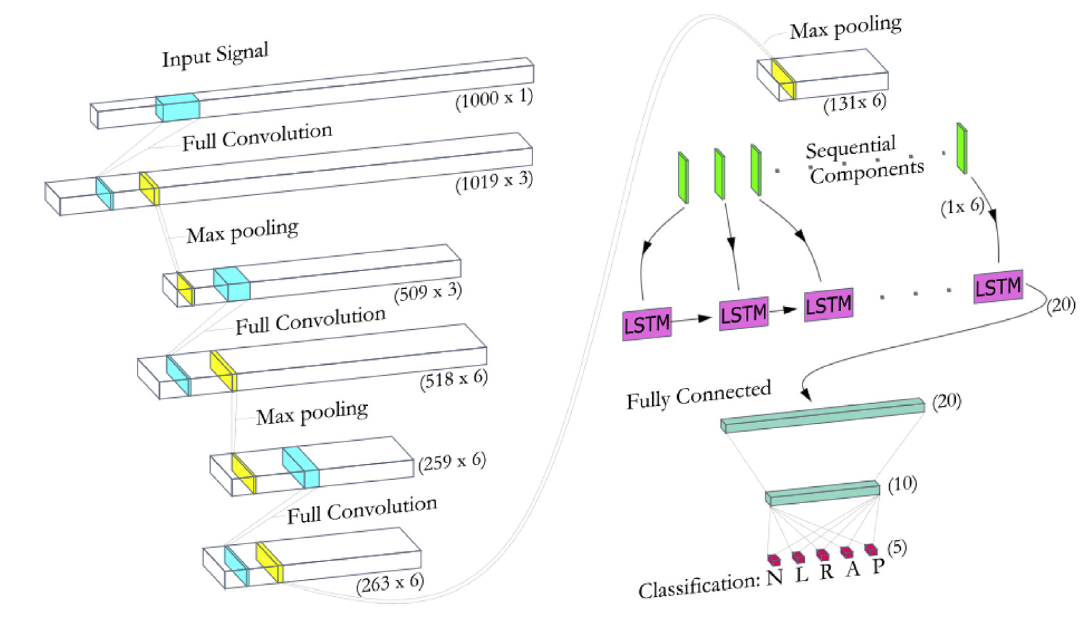 Input Signal
(1000 x 1)
Full Convolution
(1019 x 3)
Max pooling
(509 x 3)
Full Convolution
(518 x 6)
Max pooling
(259 x 6)
Full Convolution
(263 x 6)
Max pooling
(131x 6)
Sequential
Components
(1x 6)
LSTM
LSTM
LSTM
LSTM
(20)
Fully Connected
(20)
(10)
(5)
Classification: N L R A P